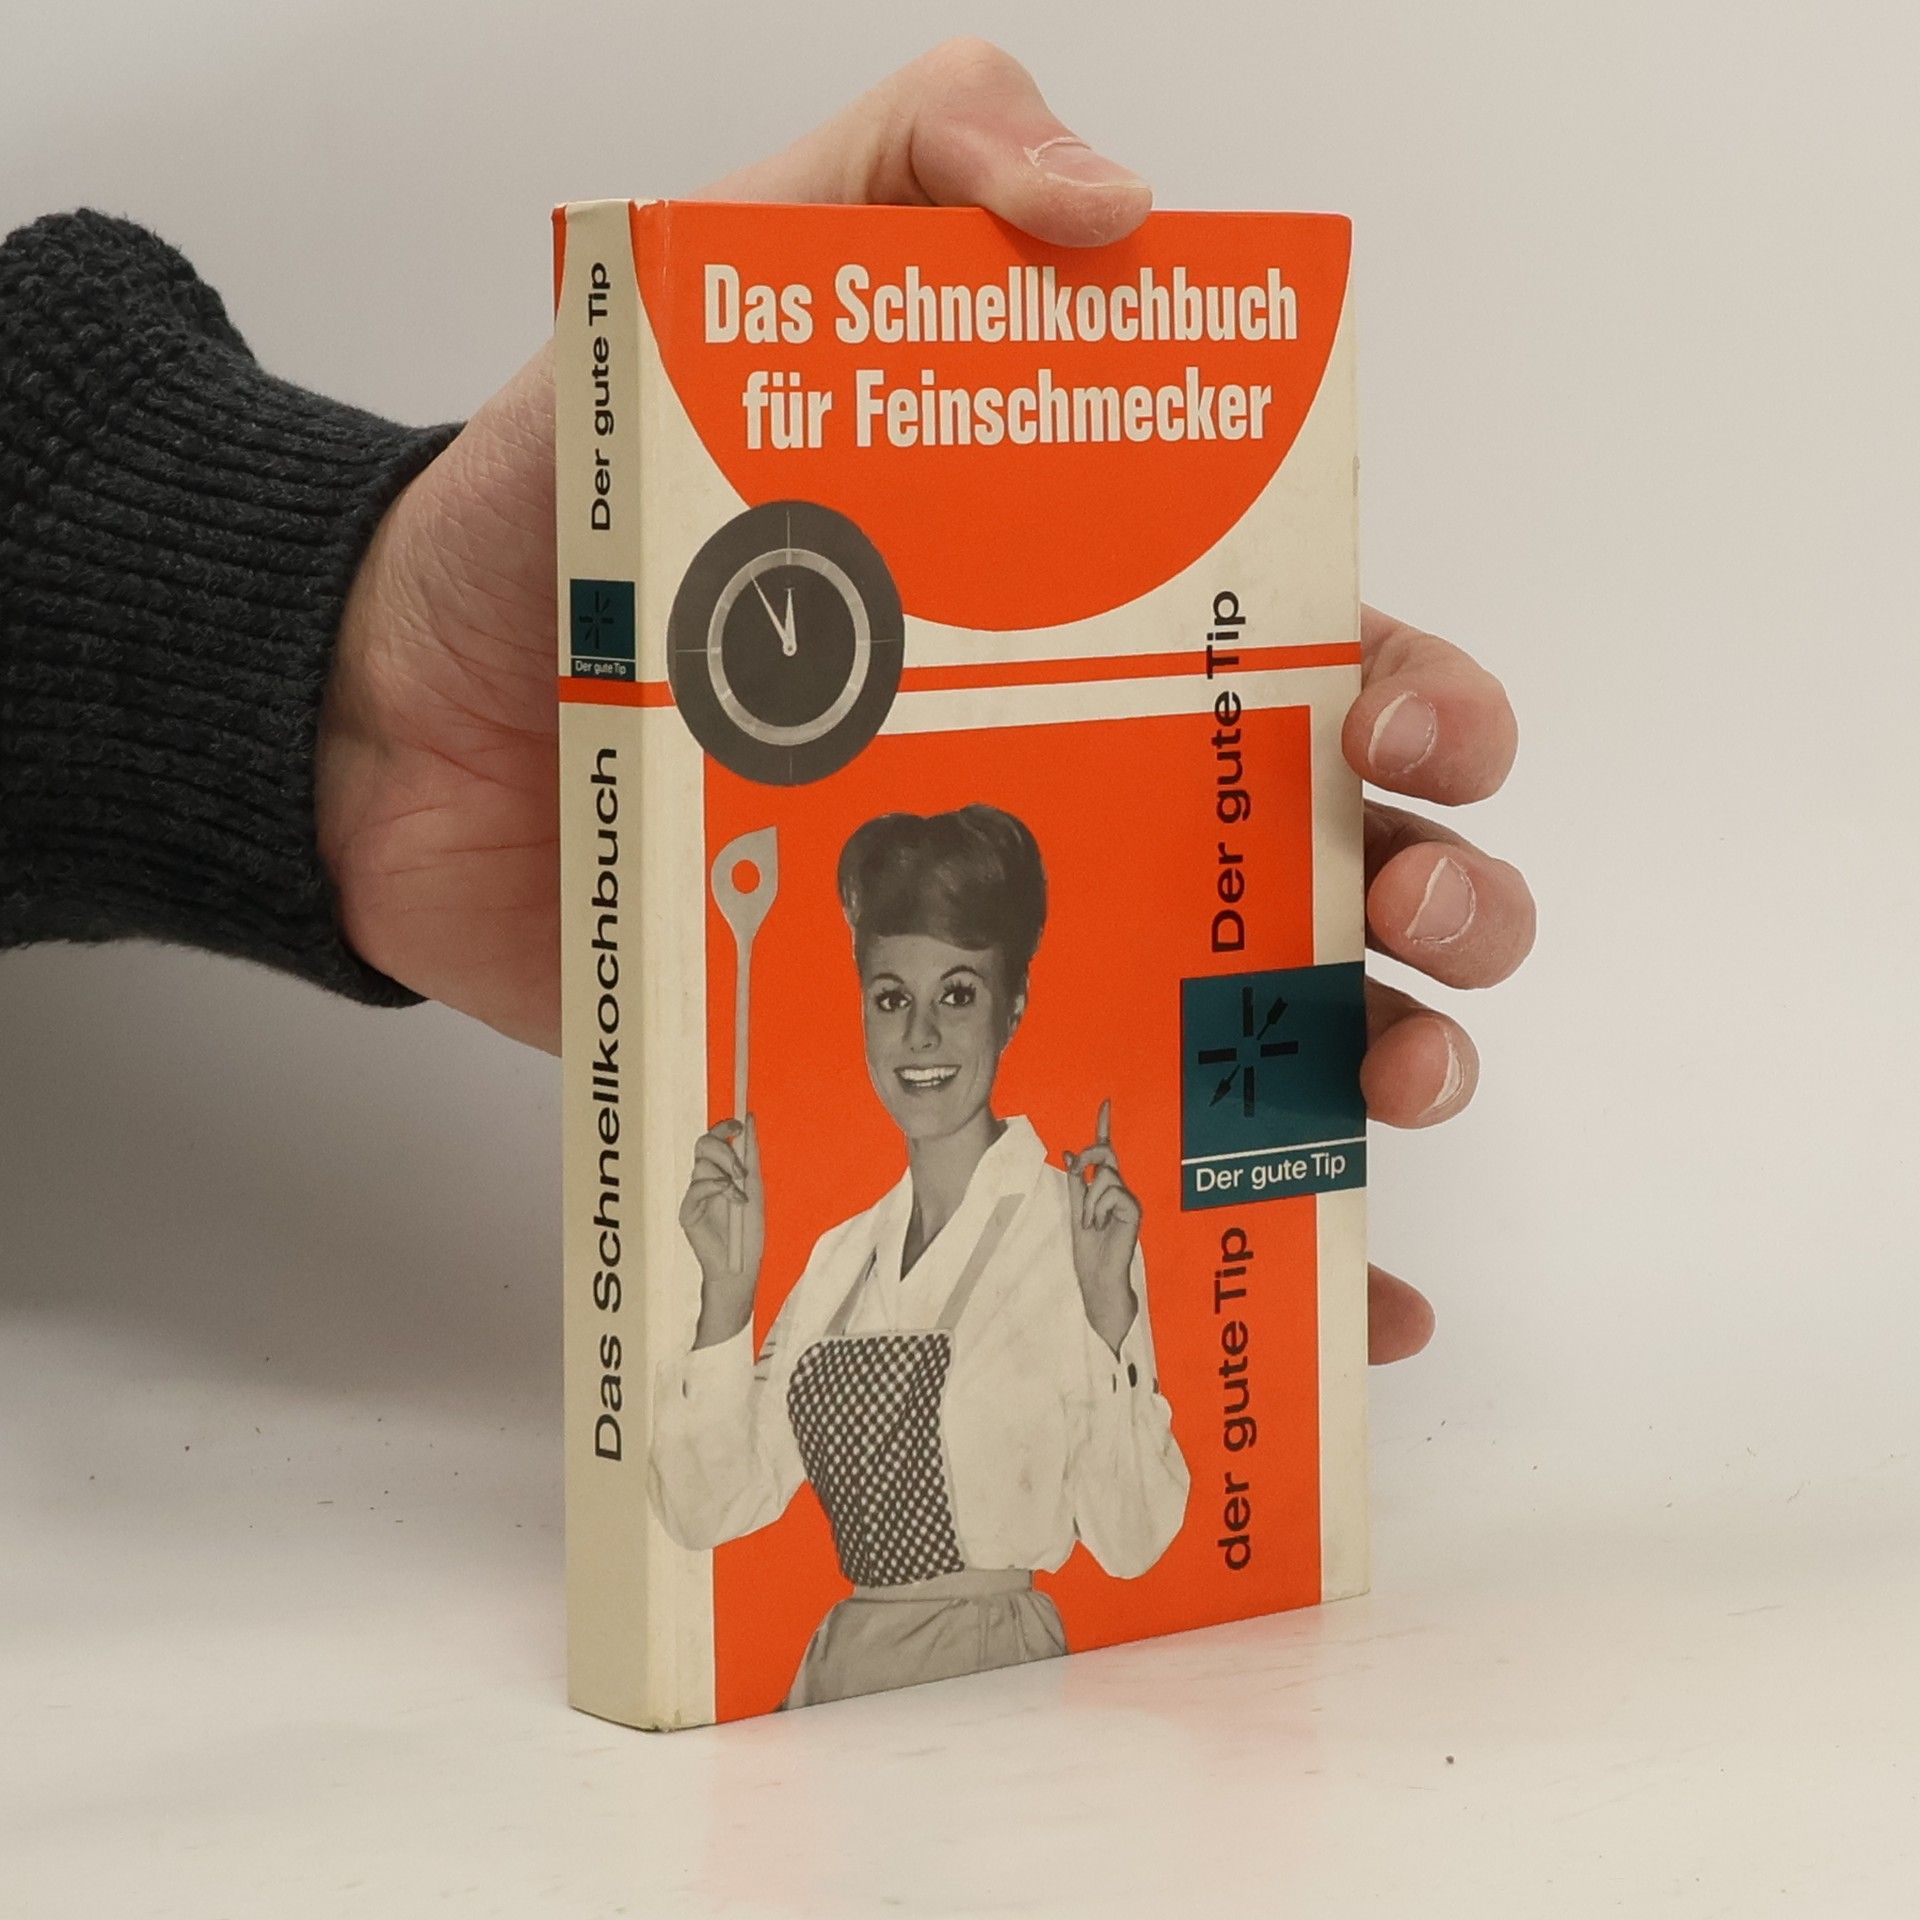 Das Schnellkochbuch
für Feinschmecker
Der gute Tip
Der gute Tip
der gute Tip
Der gute Tip
Der gute Tip
Das Schnellkochbuch